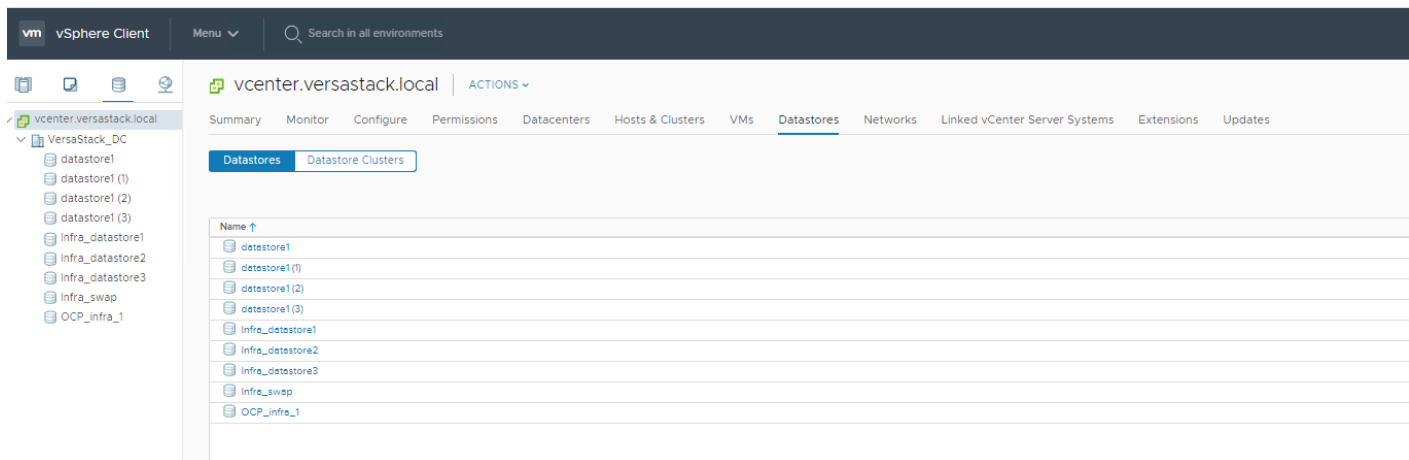 vm vSphere Client Menu Search in all environments
vcenter.versastack.local ACTIONS
vcenter.versastack.local
VersaStack_DC
datastore1
datastore1 (1)
datastore1 (2)
datastore1 (3)
Infra_datastore1
Infra_datastore2
Infra_datastore3
Infra_swap
OCP_infra_1
Summary Monitor Configure Permissions Datacenters Hosts & Clusters VMs Datastores Networks Linked vCenter Server Systems Extensions Updates
Datastores Datastore Clusters
Name ↑
datastore1
datastore1 (1)
datastore1 (2)
datastore1 (3)
Infra_datastore1
Infra_datastore2
Infra_datastore3
Infra_swap
OCP_infra_1